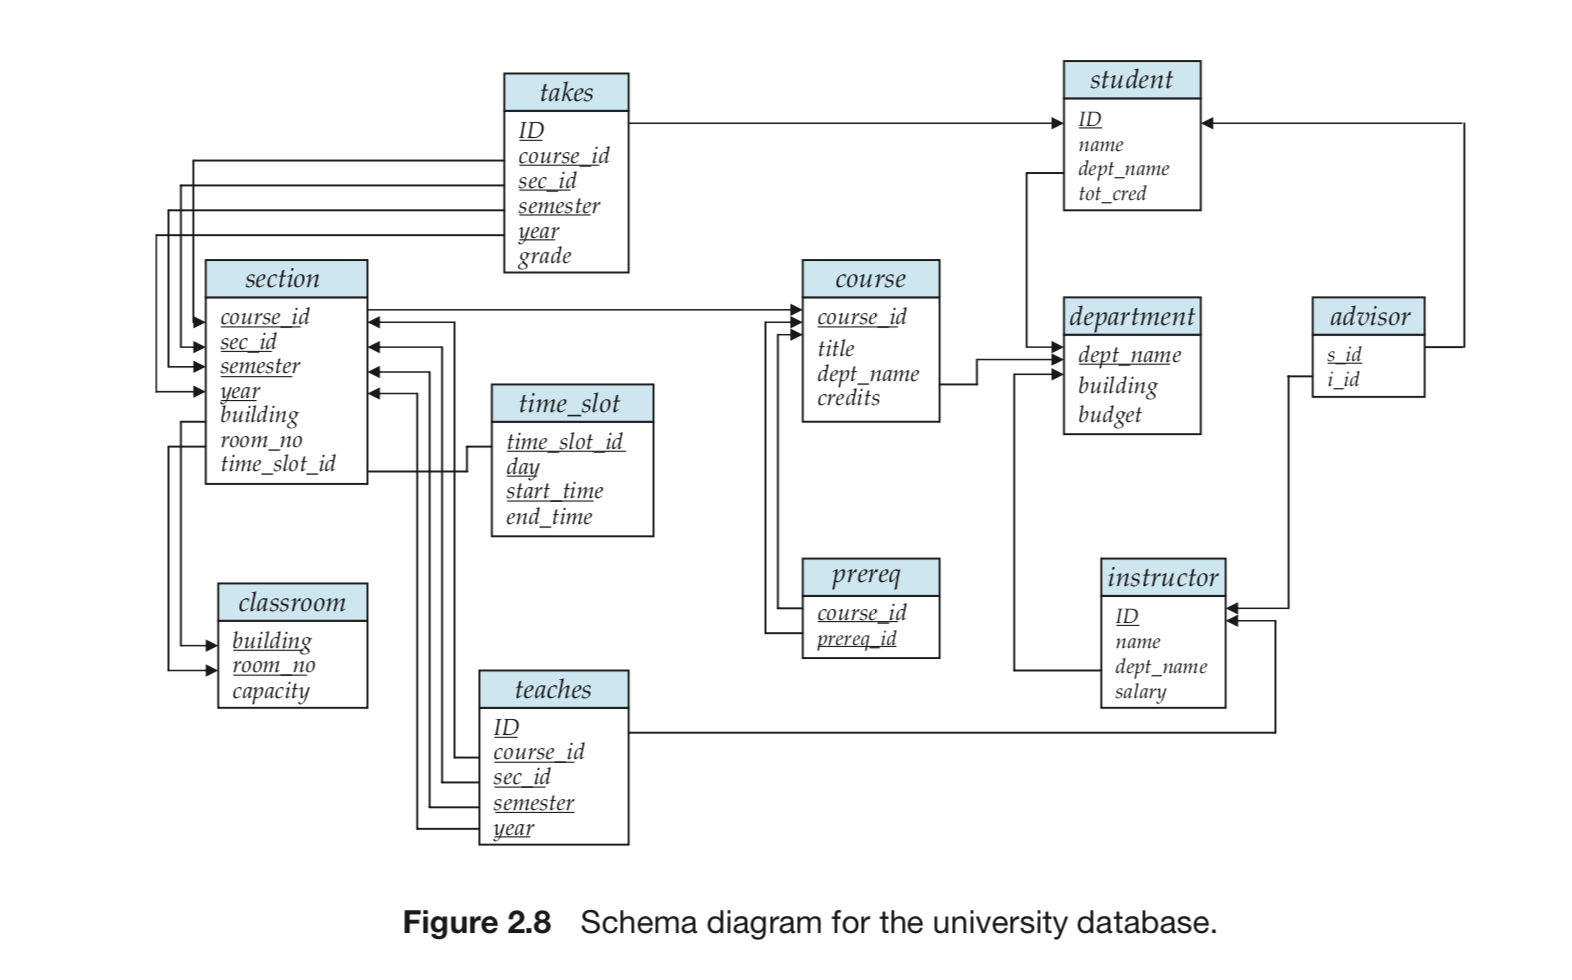 takes
ID
course_id
sec_id
semester
year
grade
student
ID
name
dept_name
tot_cred
section
course_id
sec_id
semester
year
building
room_no
time_slot_id
course
course_id
title
dept_name
credits
department
dept_name
building
budget
advisor
s_id
i_id
time_slot
time_slot_id
day
start_time
end_time
classroom
building
room_no
capacity
prereq
course_id
prereq_id
instructor
ID
name
dept_name
salary
teaches
ID
course_id
sec_id
semester
year
Figure 2.8 Schema diagram for the university database.